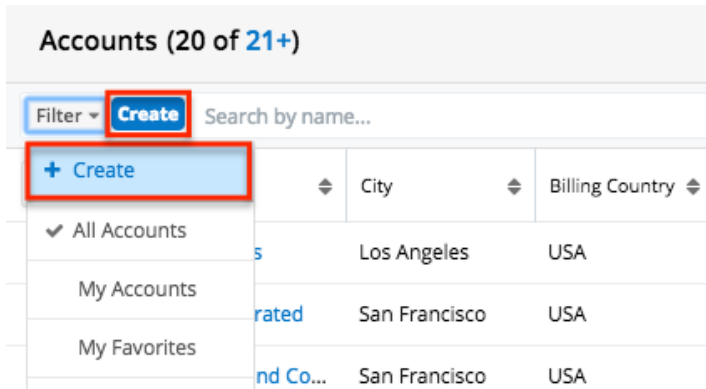 Accounts (20 of 21+)
Filter Create Search by name...
+ Create
City Billing Country
All Accounts
s Los Angeles USA
My Accounts
rated San Francisco USA
My Favorites
nd Co... San Francisco USA